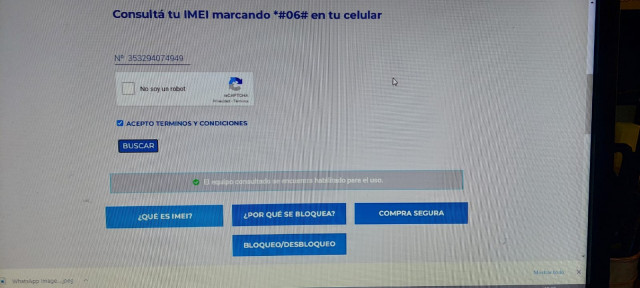 Consultá tu IMEI marcando *#06# en tu celular
Nº 353294074949
No soy un robot
reCAPTCHA
Privacidad - Términos
ACEPTO TERMINOS Y CONDICIONES
BUSCAR
El equipo consultado se encuentra habilitado para el uso.
¿QUÉ ES IMEI?
¿POR QUÉ SE BLOQUEA?
COMPRA SEGURA
BLOQUEO/DESBLOQUEO
WhatsApp Image....jpeg
Mostrar todo